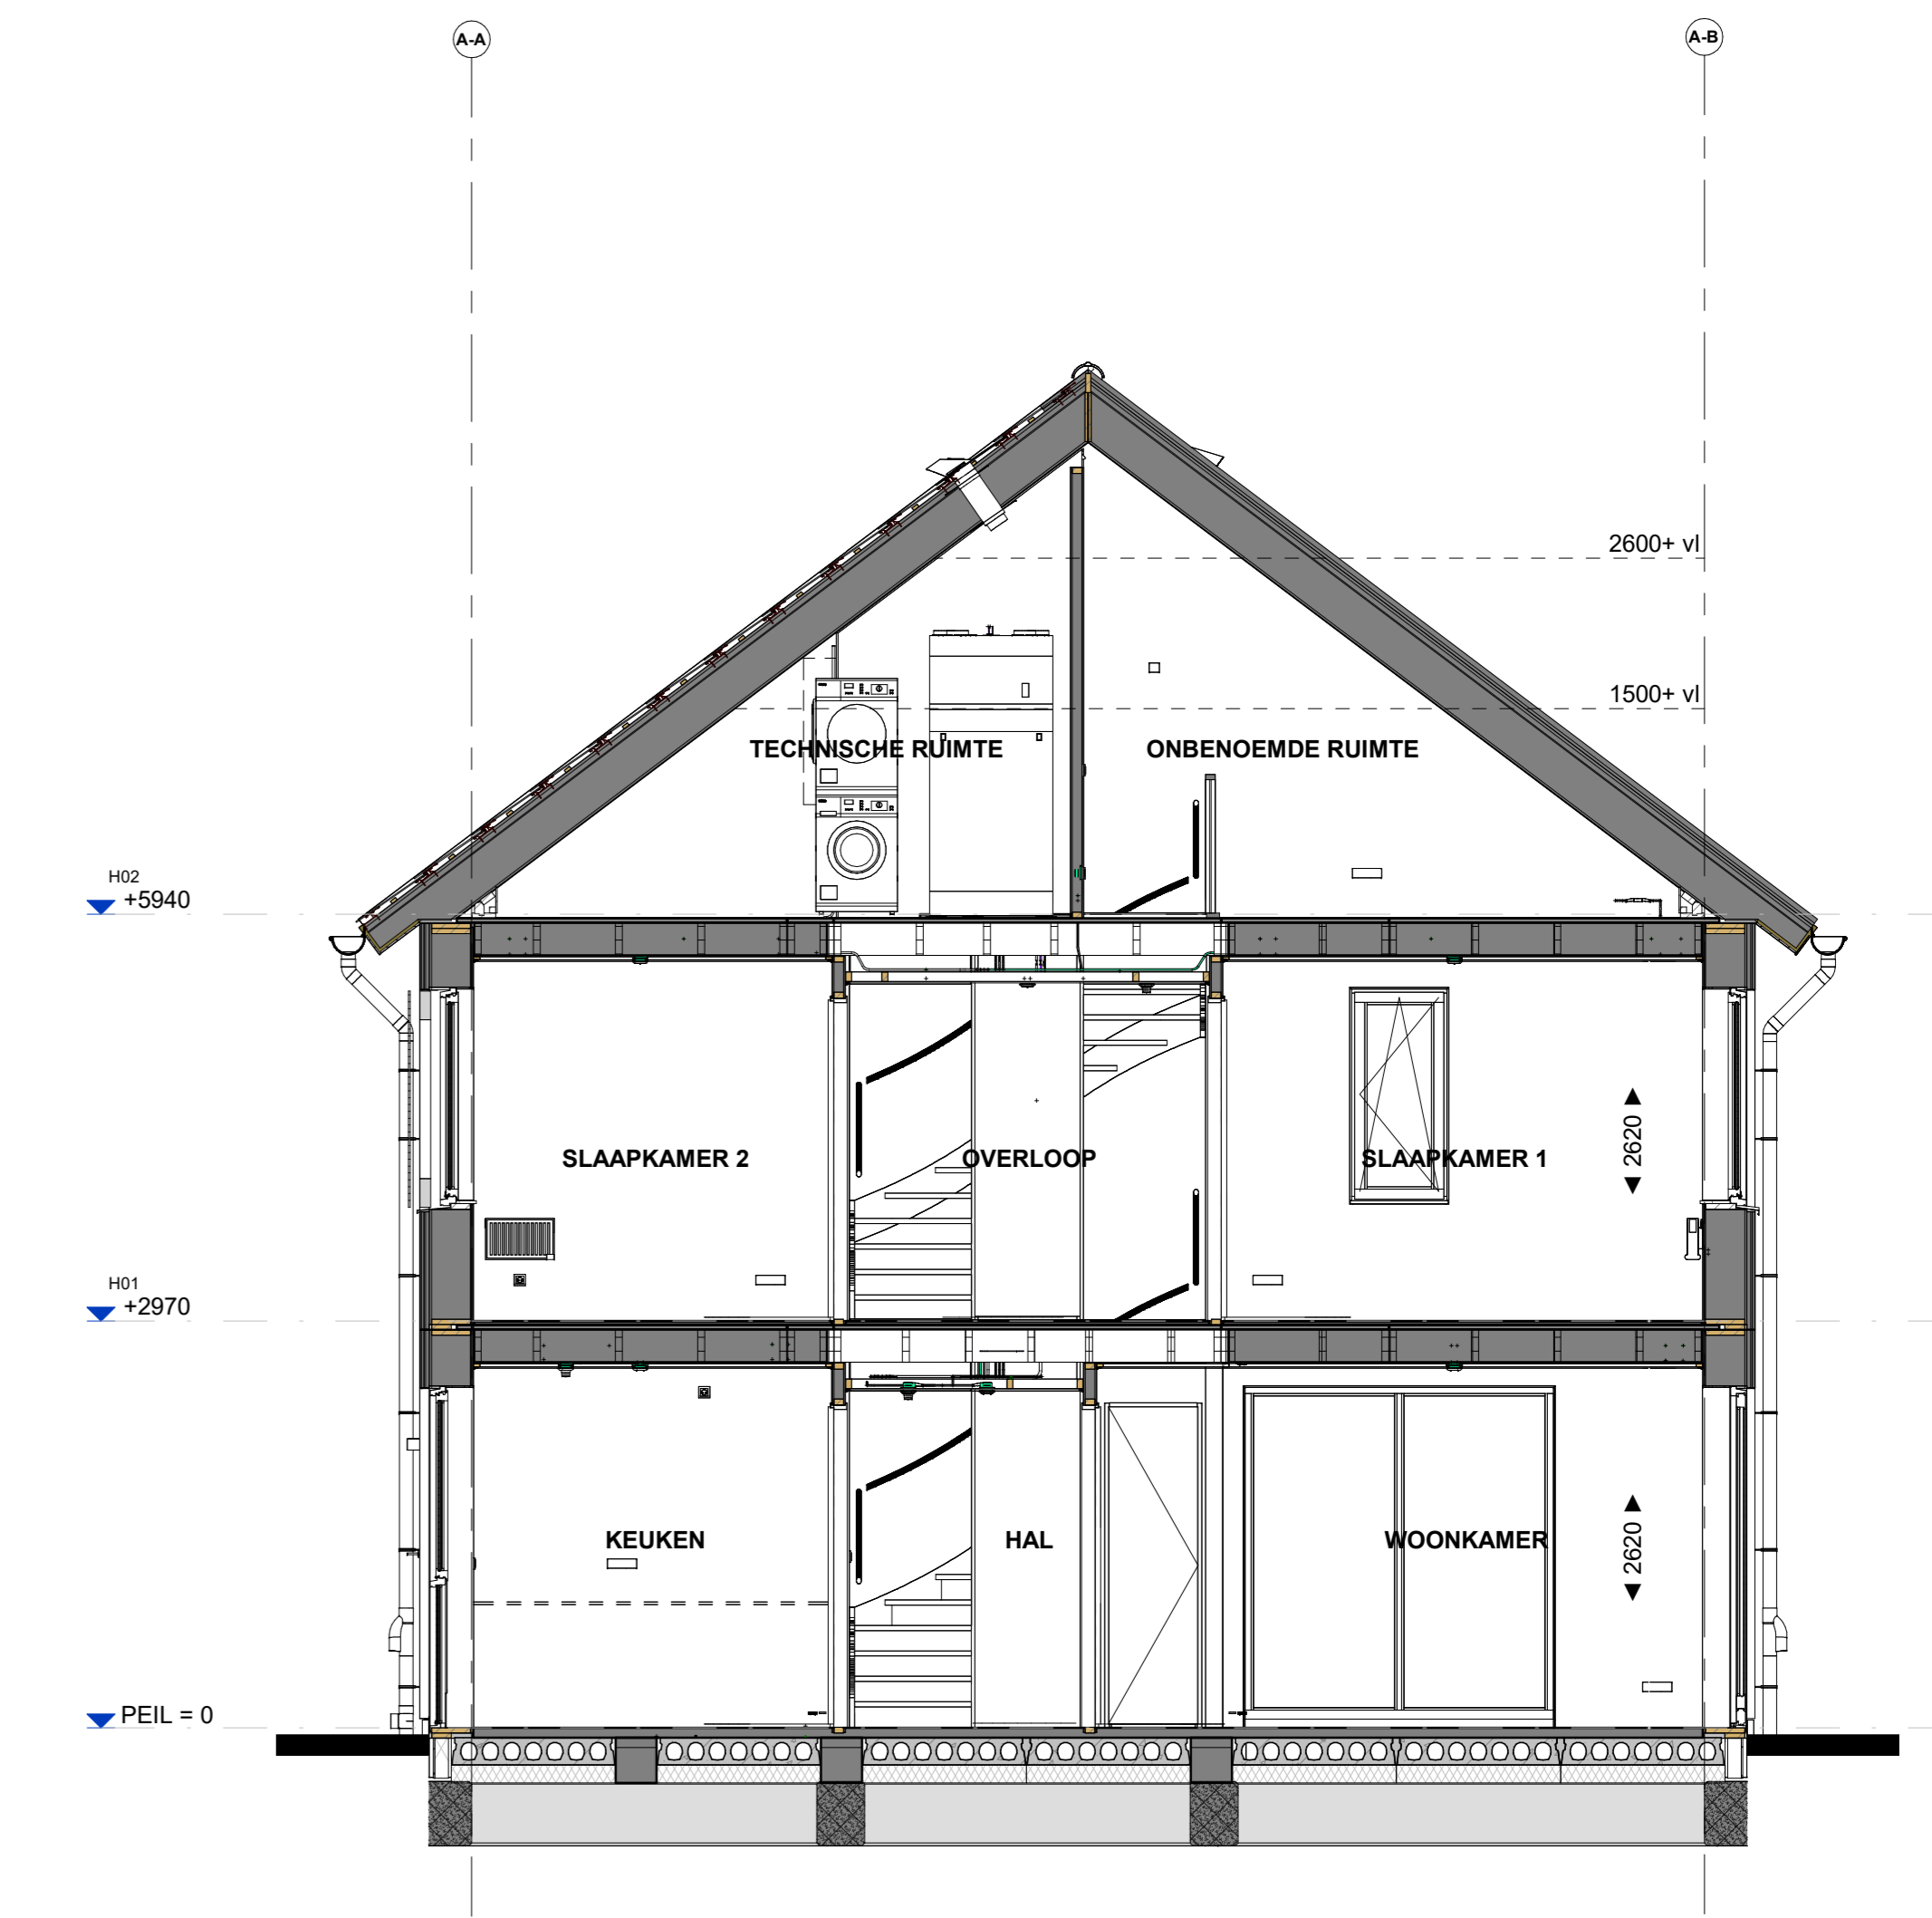 A-A
A-B
2600+ vl
1500+ vl
TECHNISCHE RUIMTE
ONBENOEMDE RUIMTE
H02
+5940
SLAAPKAMER 2
OVERLOOP
SLAAPKAMER 1
2620
H01
+2970
KEUKEN
HAL
WOONKAMER
2620
PEIL = 0